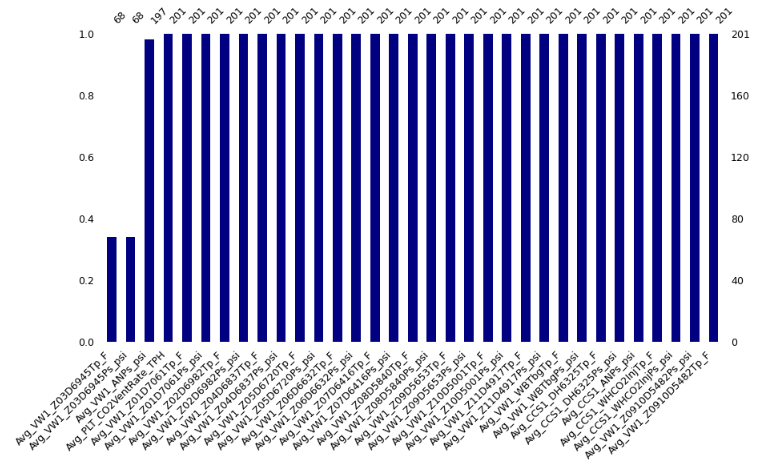 68 68 197 201 201 201 201 201 201 201 201 201 201 201 201 201 201 201 201 201 201 201 201 201 201 201 201 201 201 201 201 201 201
1.0
0.8
0.6
0.4
0.2
0.0
201
160
120
80
40
0
Avg_VW1_Z03D6945Tp_F
Avg_VW1_Z03D6945Ps_psi
Avg_VW1_ANPs_psi
Avg_PLT_CO2VentRate_TPH
Avg_VW1_Z01D7061Tp_F
Avg_VW1_Z01D7061Ps_psi
Avg_VW1_Z02D6982Tp_F
Avg_VW1_Z02D6982Ps_psi
Avg_VW1_Z04D6837Tp_F
Avg_VW1_Z04D6837Ps_psi
Avg_VW1_Z05D6720Tp_F
Avg_VW1_Z05D6720Ps_psi
Avg_VW1_Z06D6632Tp_F
Avg_VW1_Z06D6632Ps_psi
Avg_VW1_Z07D6416Tp_F
Avg_VW1_Z07D6416Ps_psi
Avg_VW1_Z08D5840Tp_F
Avg_VW1_Z08D5840Ps_psi
Avg_VW1_Z09D5653Tp_F
Avg_VW1_Z09D5653Ps_psi
Avg_VW1_Z10D5001Tp_F
Avg_VW1_Z10D5001Ps_psi
Avg_VW1_Z11D4917Tp_F
Avg_VW1_Z11D4917Ps_psi
Avg_VW1_WBTbgTp_F
Avg_VW1_WBTbgPs_psi
Avg_CCS1_DH6325Tp_F
Avg_CCS1_DH6325Ps_psi
Avg_CCS1_ANPs_psi
Avg_CCS1_WHCO2InjTp_F
Avg_CCS1_WHCO2InjPs_psi
Avg_VW1_Z0910D5482Ps_psi
Avg_VW1_Z0910D5482Tp_F